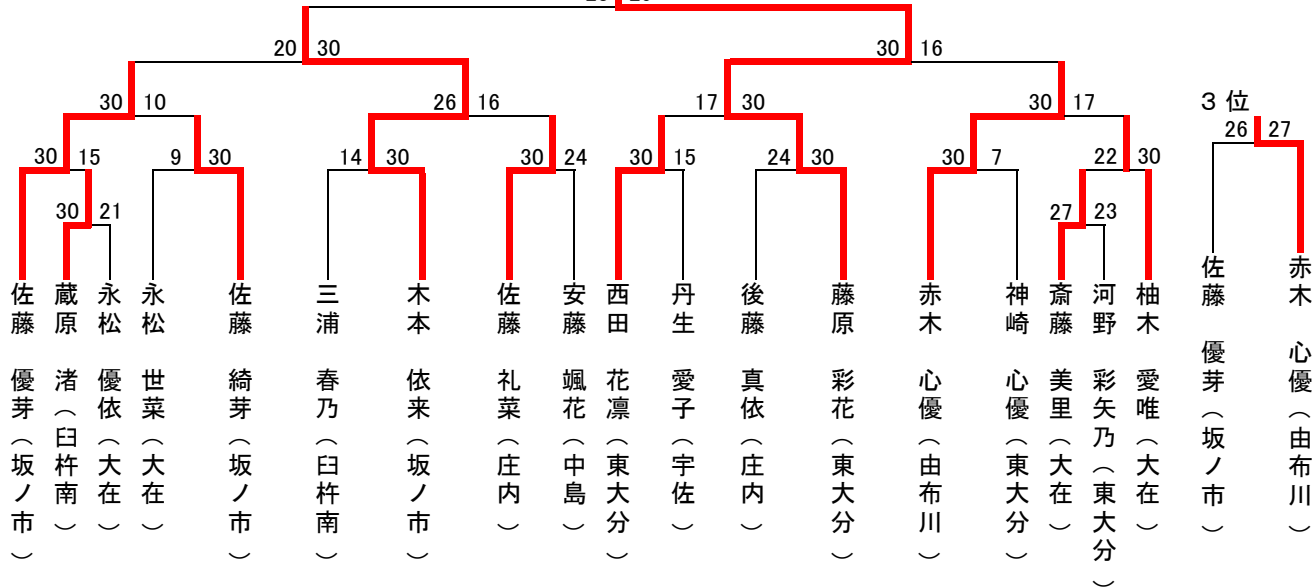 20 30
30 16
30 10
26 16
17 30
30 17
3 位
26 27
30 15
9 30
14 30
30 24
30 15
24 30
30 7
22 30
30 21
27 23
佐藤 優芽（坂ノ市）
蔵原 渚（臼杵南）
永松 優依（大在）
永松 世菜（大在）
佐藤 綺芽（坂ノ市）
三浦 春乃（臼杵南）
木本 依来（坂ノ市）
佐藤 礼菜（庄内）
安藤 颯花（中島）
西田 花凛（東大分）
丹生 愛子（宇佐）
後藤 真依（庄内）
藤原 彩花（東大分）
赤木 心優（由布川）
神崎 心優（東大分）
斎藤 美里（大在）
河野 彩矢乃（東大分）
柚木 愛唯（大在）
佐藤 優芽（坂ノ市）
赤木 心優（由布川）